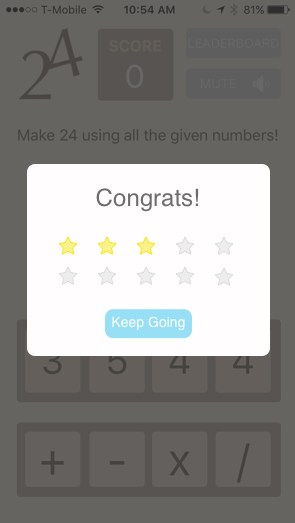 T-Mobile 10:54 AM 81%
24
SCORE
0
LEADERBOARD
MUTE
Make 24 using all the given numbers!
Congrats!
Keep Going
3 5 4 4
+ - x /